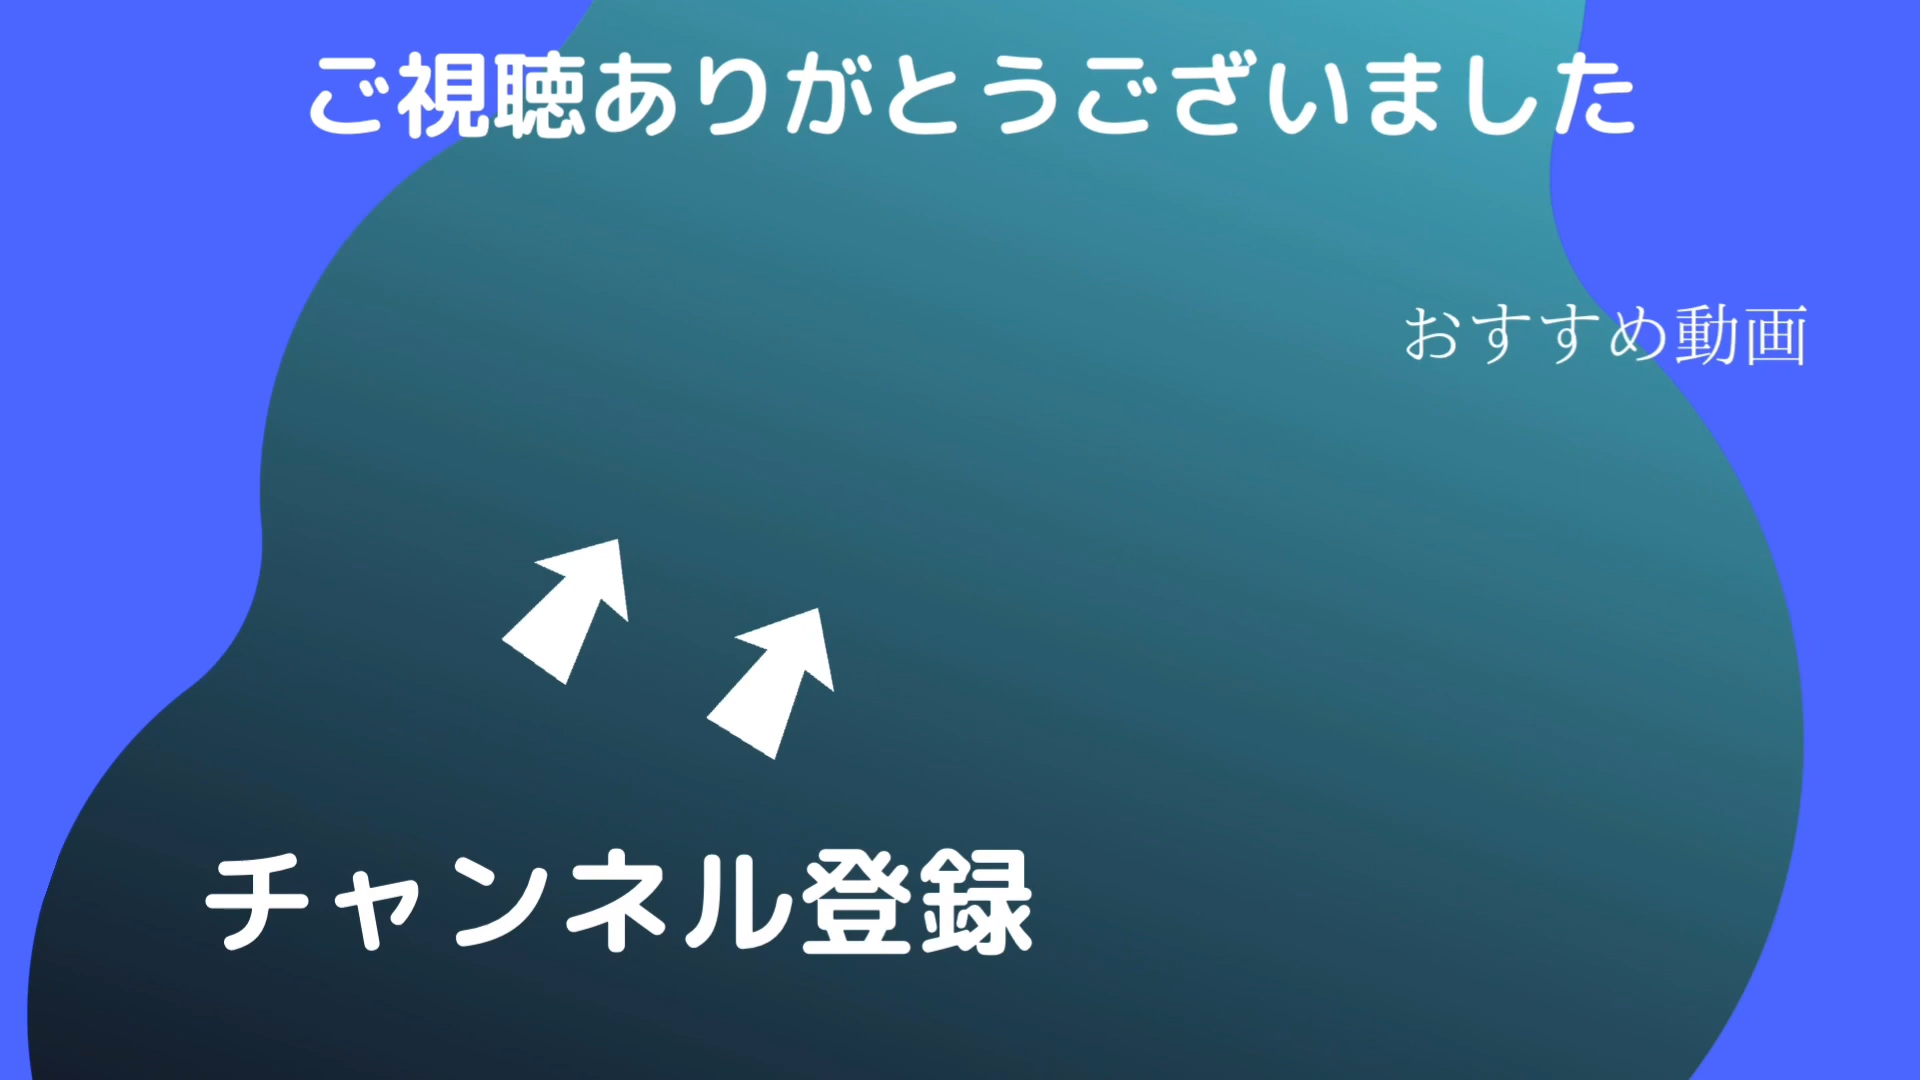 ご視聴ありがとうございました
おすすめ動画
チャンネル登録